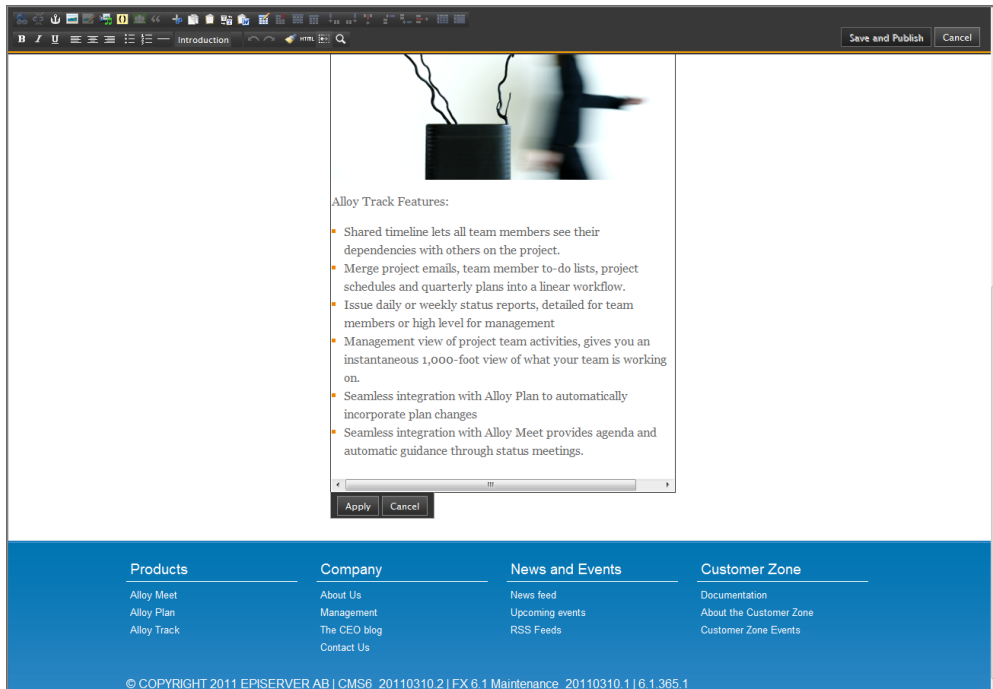 B I U Introduction HTML
Save and Publish Cancel
Alloy Track Features:
Shared timeline lets all team members see their
dependencies with others on the project.
Merge project emails, team member to-do lists, project
schedules and quarterly plans into a linear workflow.
Issue daily or weekly status reports, detailed for team
members or high level for management
Management view of project team activities, gives you an
instantaneous 1,000-foot view of what your team is working
on.
Seamless integration with Alloy Plan to automatically
incorporate plan changes
Seamless integration with Alloy Meet provides agenda and
automatic guidance through status meetings.
Apply Cancel
Products
Alloy Meet
Alloy Plan
Alloy Track
Company
About Us
Management
The CEO blog
Contact Us
News and Events
News feed
Upcoming events
RSS Feeds
Customer Zone
Documentation
About the Customer Zone
Customer Zone Events
© COPYRIGHT 2011 EPISERVER AB | CMS6_20110310.2 | FX 6.1 Maintenance_20110310.1 | 6.1.365.1